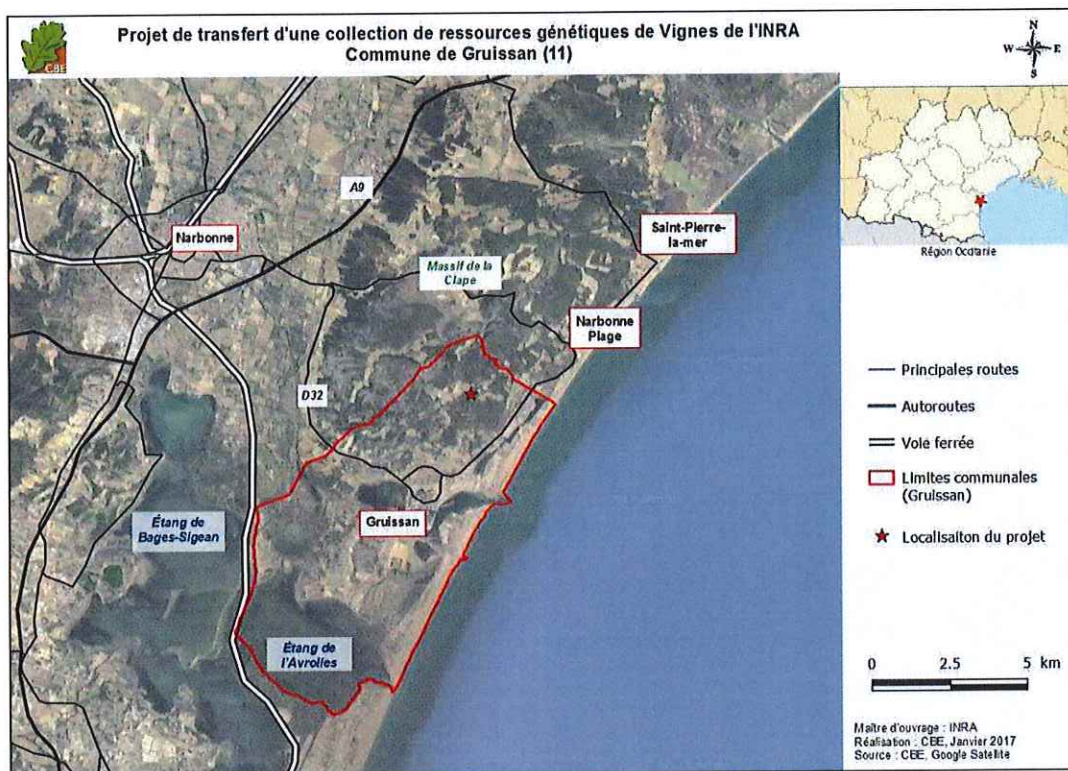 CBE
Projet de transfert d'une collection de ressources génétiques de Vignes de l'INRA
Commune de Gruissan (11)
N
W E
S
A9
Narbonne
Saint-Pierre-
la-mer
Massif de la
Clape
Narbonne
Plage
D32
Gruissan
Étang de
Bages-Sigean
Étang de
l'Ayrolles
Région Occitanie
Principales routes
Autoroutes
Voie ferrée
Limites communales
(Gruissan)
Localisaiton du projet
0 2.5 5 km
Maître d'ouvrage : INRA
Réalisation : CBE, Janvier 2017
Source : CBE, Google Satellite